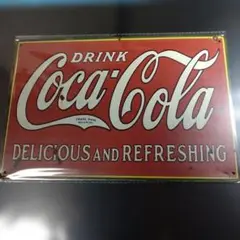 DRINK
Coca-Cola
DELICIOUS AND REFRESHING